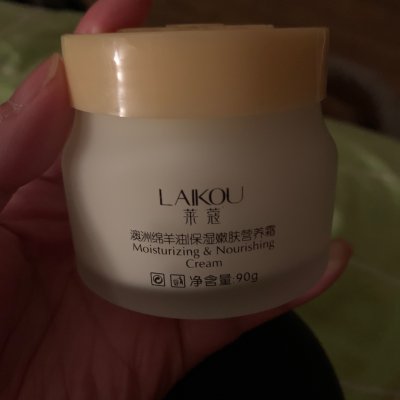 LAIKOU
莱蔻
澳洲绵羊油保湿嫩肤营养霜
Moisturizing & Nourishing
Cream
净含量:90g